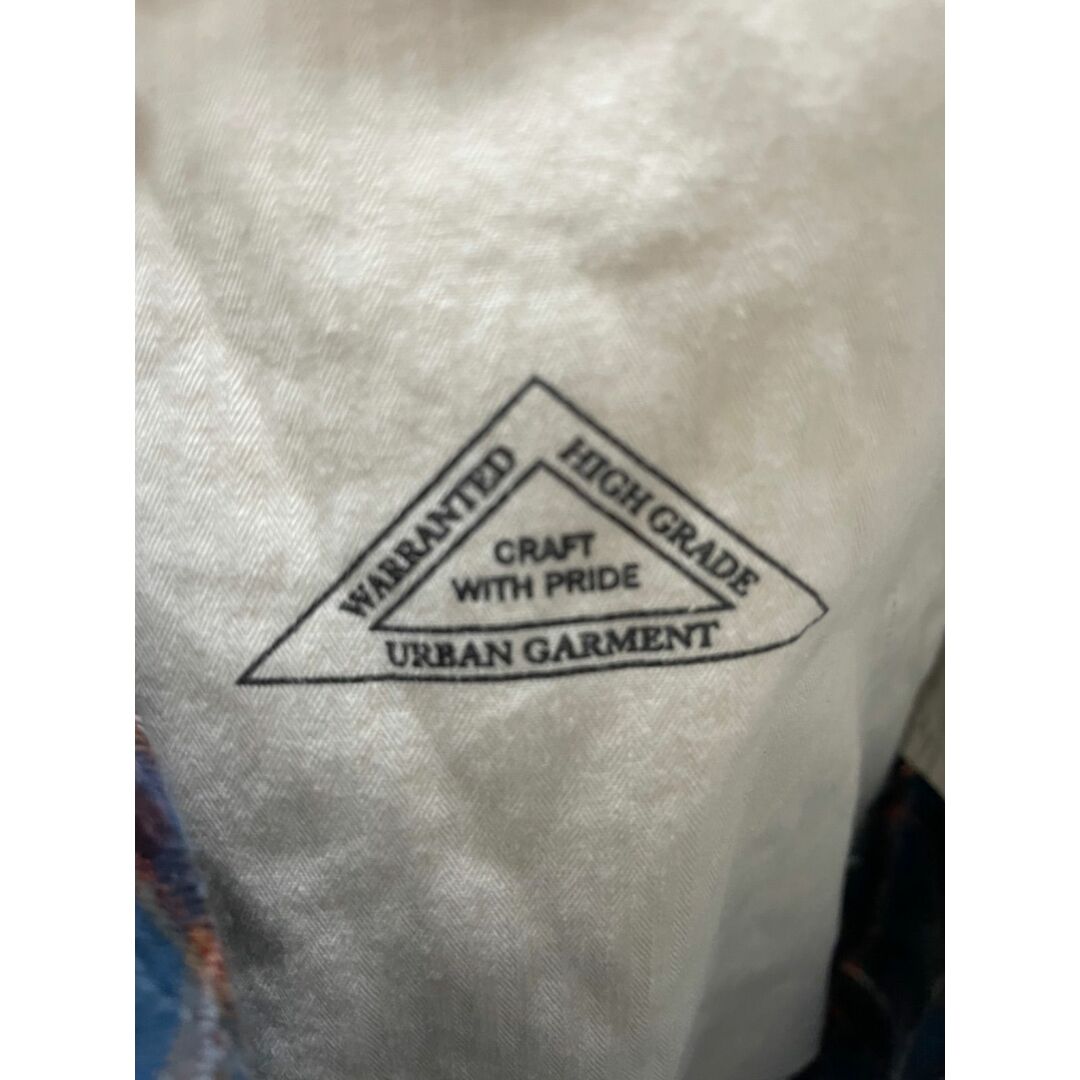 WARRANTED
HIGH GRADE
CRAFT
WITH PRIDE
URBAN GARMENT